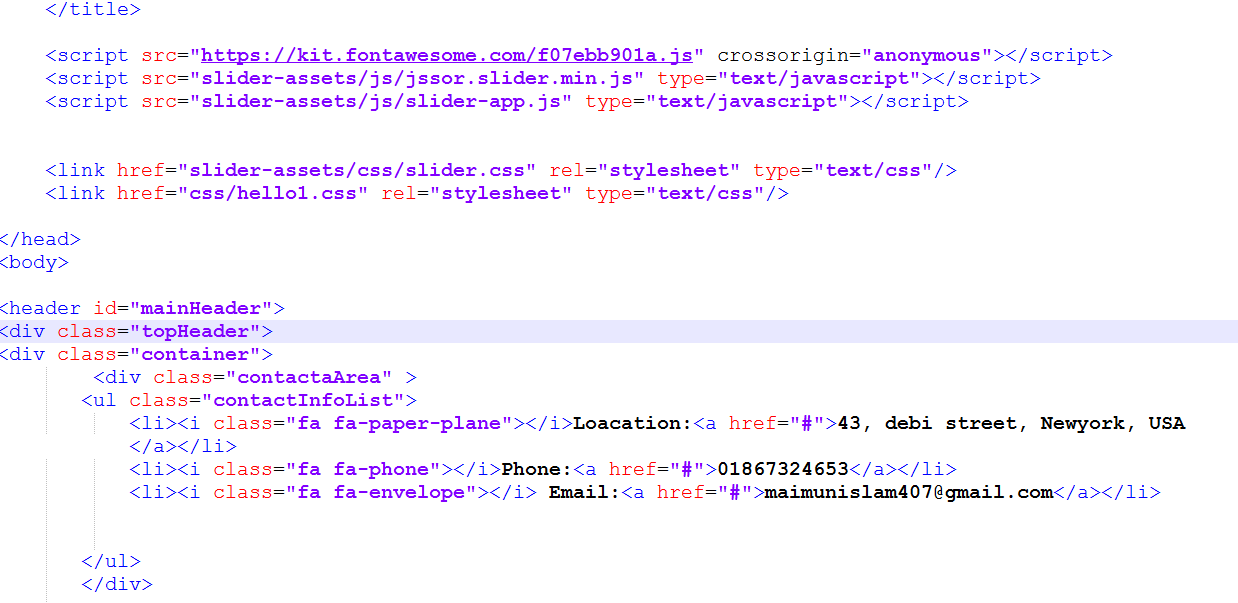 </title>
<script src="https://kit.fontawesome.com/f07ebb901a.js" crossorigin="anonymous"></script>
<script src="slider-assets/js/jssor.slider.min.js" type="text/javascript"></script>
<script src="slider-assets/js/slider-app.js" type="text/javascript"></script>
<link href="slider-assets/css/slider.css" rel="stylesheet" type="text/css"/>
<link href="css/hello1.css" rel="stylesheet" type="text/css"/>
</head>
<body>
<header id="mainHeader">
<div class="topHeader">
<div class="container">
<div class="contactaArea" >
<ul class="contactInfoList">
<li><i class="fa fa-paper-plane"></i>Loacation:<a href="#">43, debi street, Newyork, USA
</a></li>
<li><i class="fa fa-phone"></i>Phone:<a href="#">01867324653</a></li>
<li><i class="fa fa-envelope"></i> Email:<a href="#">maimunislam407@gmail.com</a></li>
</ul>
</div>